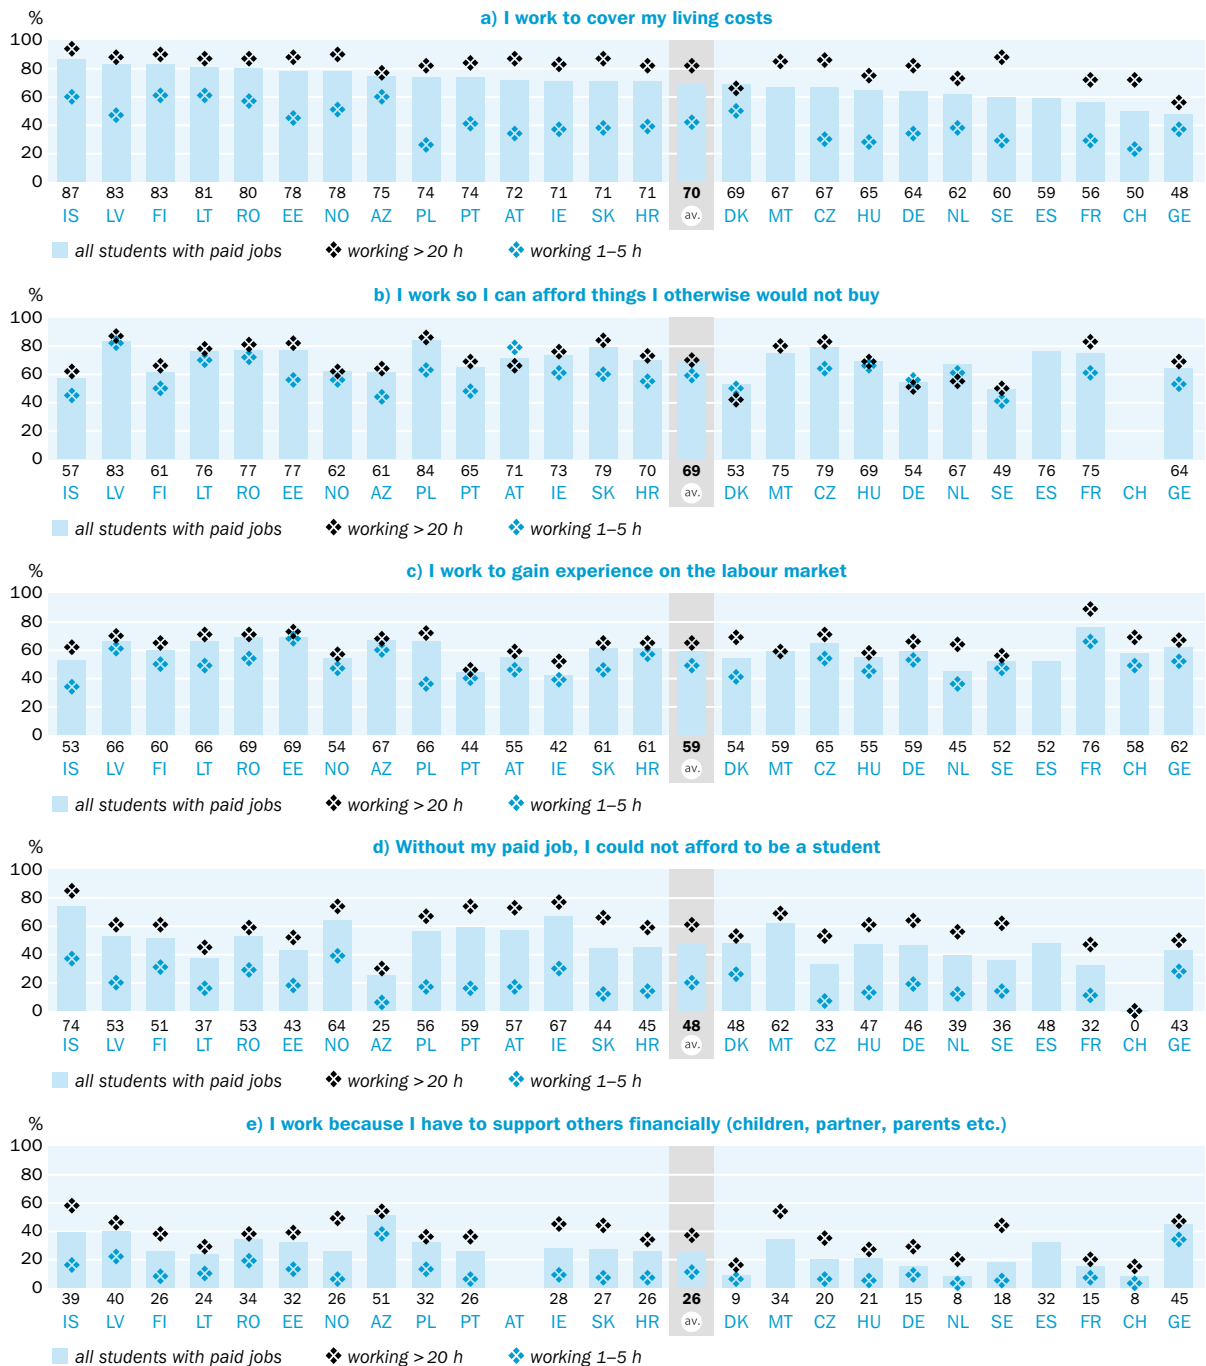 % a) I work to cover my living costs
100
80
60
40
20
0
87 83 83 81 80 78 78 75 74 74 72 71 71 71 70 69 67 67 65 64 62 60 59 56 50 48
IS LV FI LT RO EE NO AZ PL PT AT IE SK HR av. DK MT CZ HU DE NL SE ES FR CH GE
all students with paid jobs working > 20 h working 1–5 h
% b) I work so I can afford things I otherwise would not buy
100
80
60
40
20
0
57 83 61 76 77 77 62 61 84 65 71 73 79 70 69 53 75 79 69 54 67 49 76 75 64
IS LV FI LT RO EE NO AZ PL PT AT IE SK HR av. DK MT CZ HU DE NL SE ES FR CH GE
all students with paid jobs working > 20 h working 1–5 h
% c) I work to gain experience on the labour market
100
80
60
40
20
0
53 66 60 66 69 69 54 67 66 44 55 42 61 61 59 54 59 65 55 59 45 52 52 76 58 62
IS LV FI LT RO EE NO AZ PL PT AT IE SK HR av. DK MT CZ HU DE NL SE ES FR CH GE
all students with paid jobs working > 20 h working 1–5 h
% d) Without my paid job, I could not afford to be a student
100
80
60
40
20
0
74 53 51 37 53 43 64 25 56 59 57 67 44 45 48 48 62 33 47 46 39 36 48 32 0 43
IS LV FI LT RO EE NO AZ PL PT AT IE SK HR av. DK MT CZ HU DE NL SE ES FR CH GE
all students with paid jobs working > 20 h working 1–5 h
% e) I work because I have to support others financially (children, partner, parents etc.)
100
80
60
40
20
0
39 40 26 24 34 32 26 51 32 26 28 27 26 26 9 34 20 21 15 8 18 32 15 8 45
IS LV FI LT RO EE NO AZ PL PT AT IE SK HR av. DK MT CZ HU DE NL SE ES FR CH GE
all students with paid jobs working > 20 h working 1–5 h